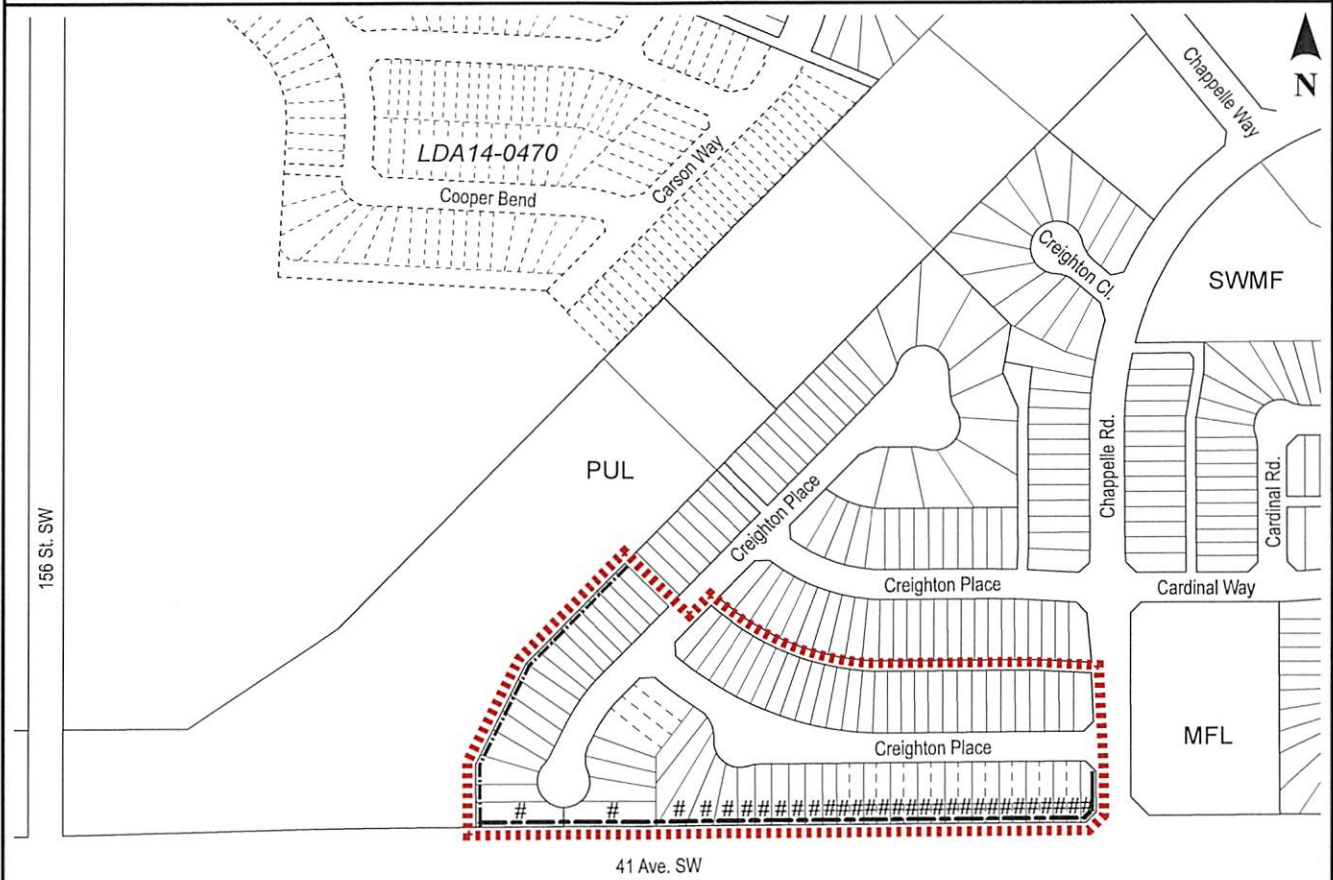 Chappelle Way
N
LDA14-0470
Carson Way
Cooper Bend
Creighton Cl.
SWMF
PUL
Chappelle Rd.
Cardinal Rd.
156 St. SW
Creighton Place
Creighton Place
Cardinal Way
MFL
Creighton Place
# # # # # # # # # # ####################
41 Ave. SW